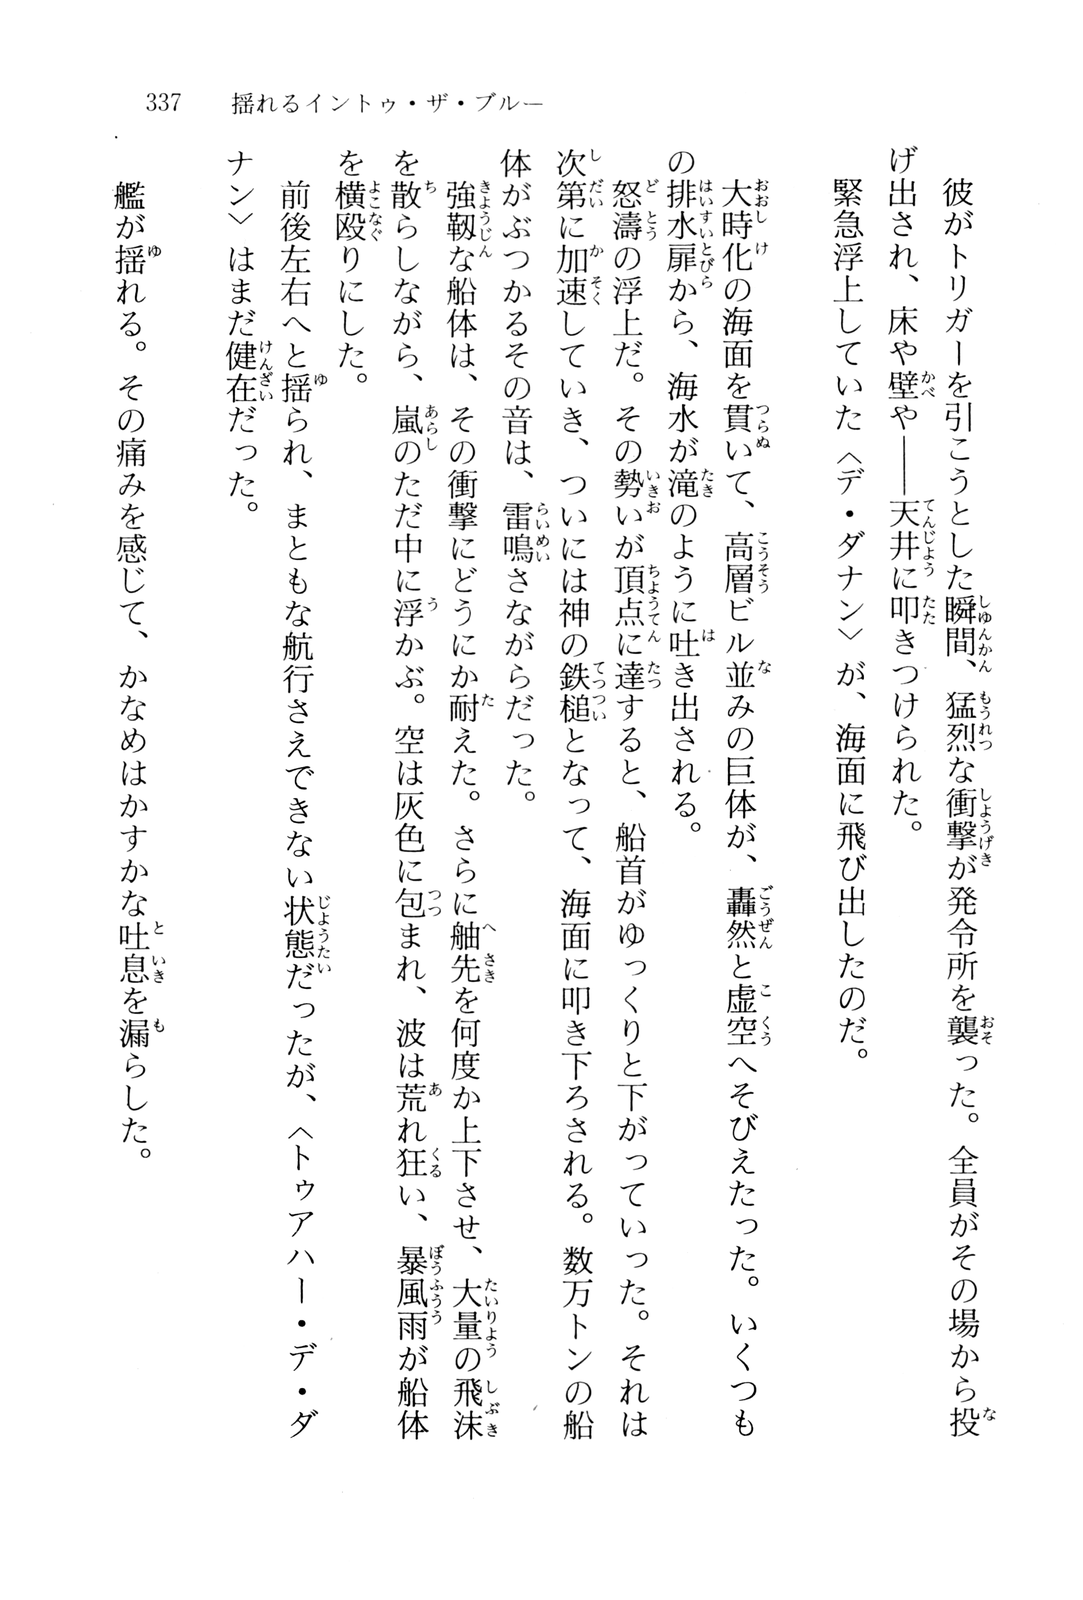 337　揺れるイントゥ・ザ・ブルー
彼がトリガーを引こうとした瞬間、猛烈な衝撃が発令所を襲った。全員がその場から投
げ出され、床や壁や――天井に叩きつけられた。
緊急浮上していた〈デ・ダナン〉が、海面に飛び出したのだ。
大時化の海面を貫いて、高層ビル並みの巨体が、轟然と虚空へそびえたった。いくつも
の排水扉から、海水が滝のように吐き出される。
怒濤の浮上だ。その勢いが頂点に達すると、船首がゆっくりと下がっていった。それは
次第に加速していき、ついには神の鉄槌となって、海面に叩き下ろされる。数万トンの船
体がぶつかるその音は、雷鳴さながらだった。
強靱な船体は、その衝撃にどうにか耐えた。さらに舳先を何度か上下させ、大量の飛沫
を散らしながら、嵐のただ中に浮かぶ。空は灰色に包まれ、波は荒れ狂い、暴風雨が船体
を横殴りにした。
前後左右へと揺られ、まともな航行さえできない状態だったが、〈トゥアハー・デ・ダ
ナン〉はまだ健在だった。
艦が揺れる。その痛みを感じて、かなめはかすかな吐息を漏らした。